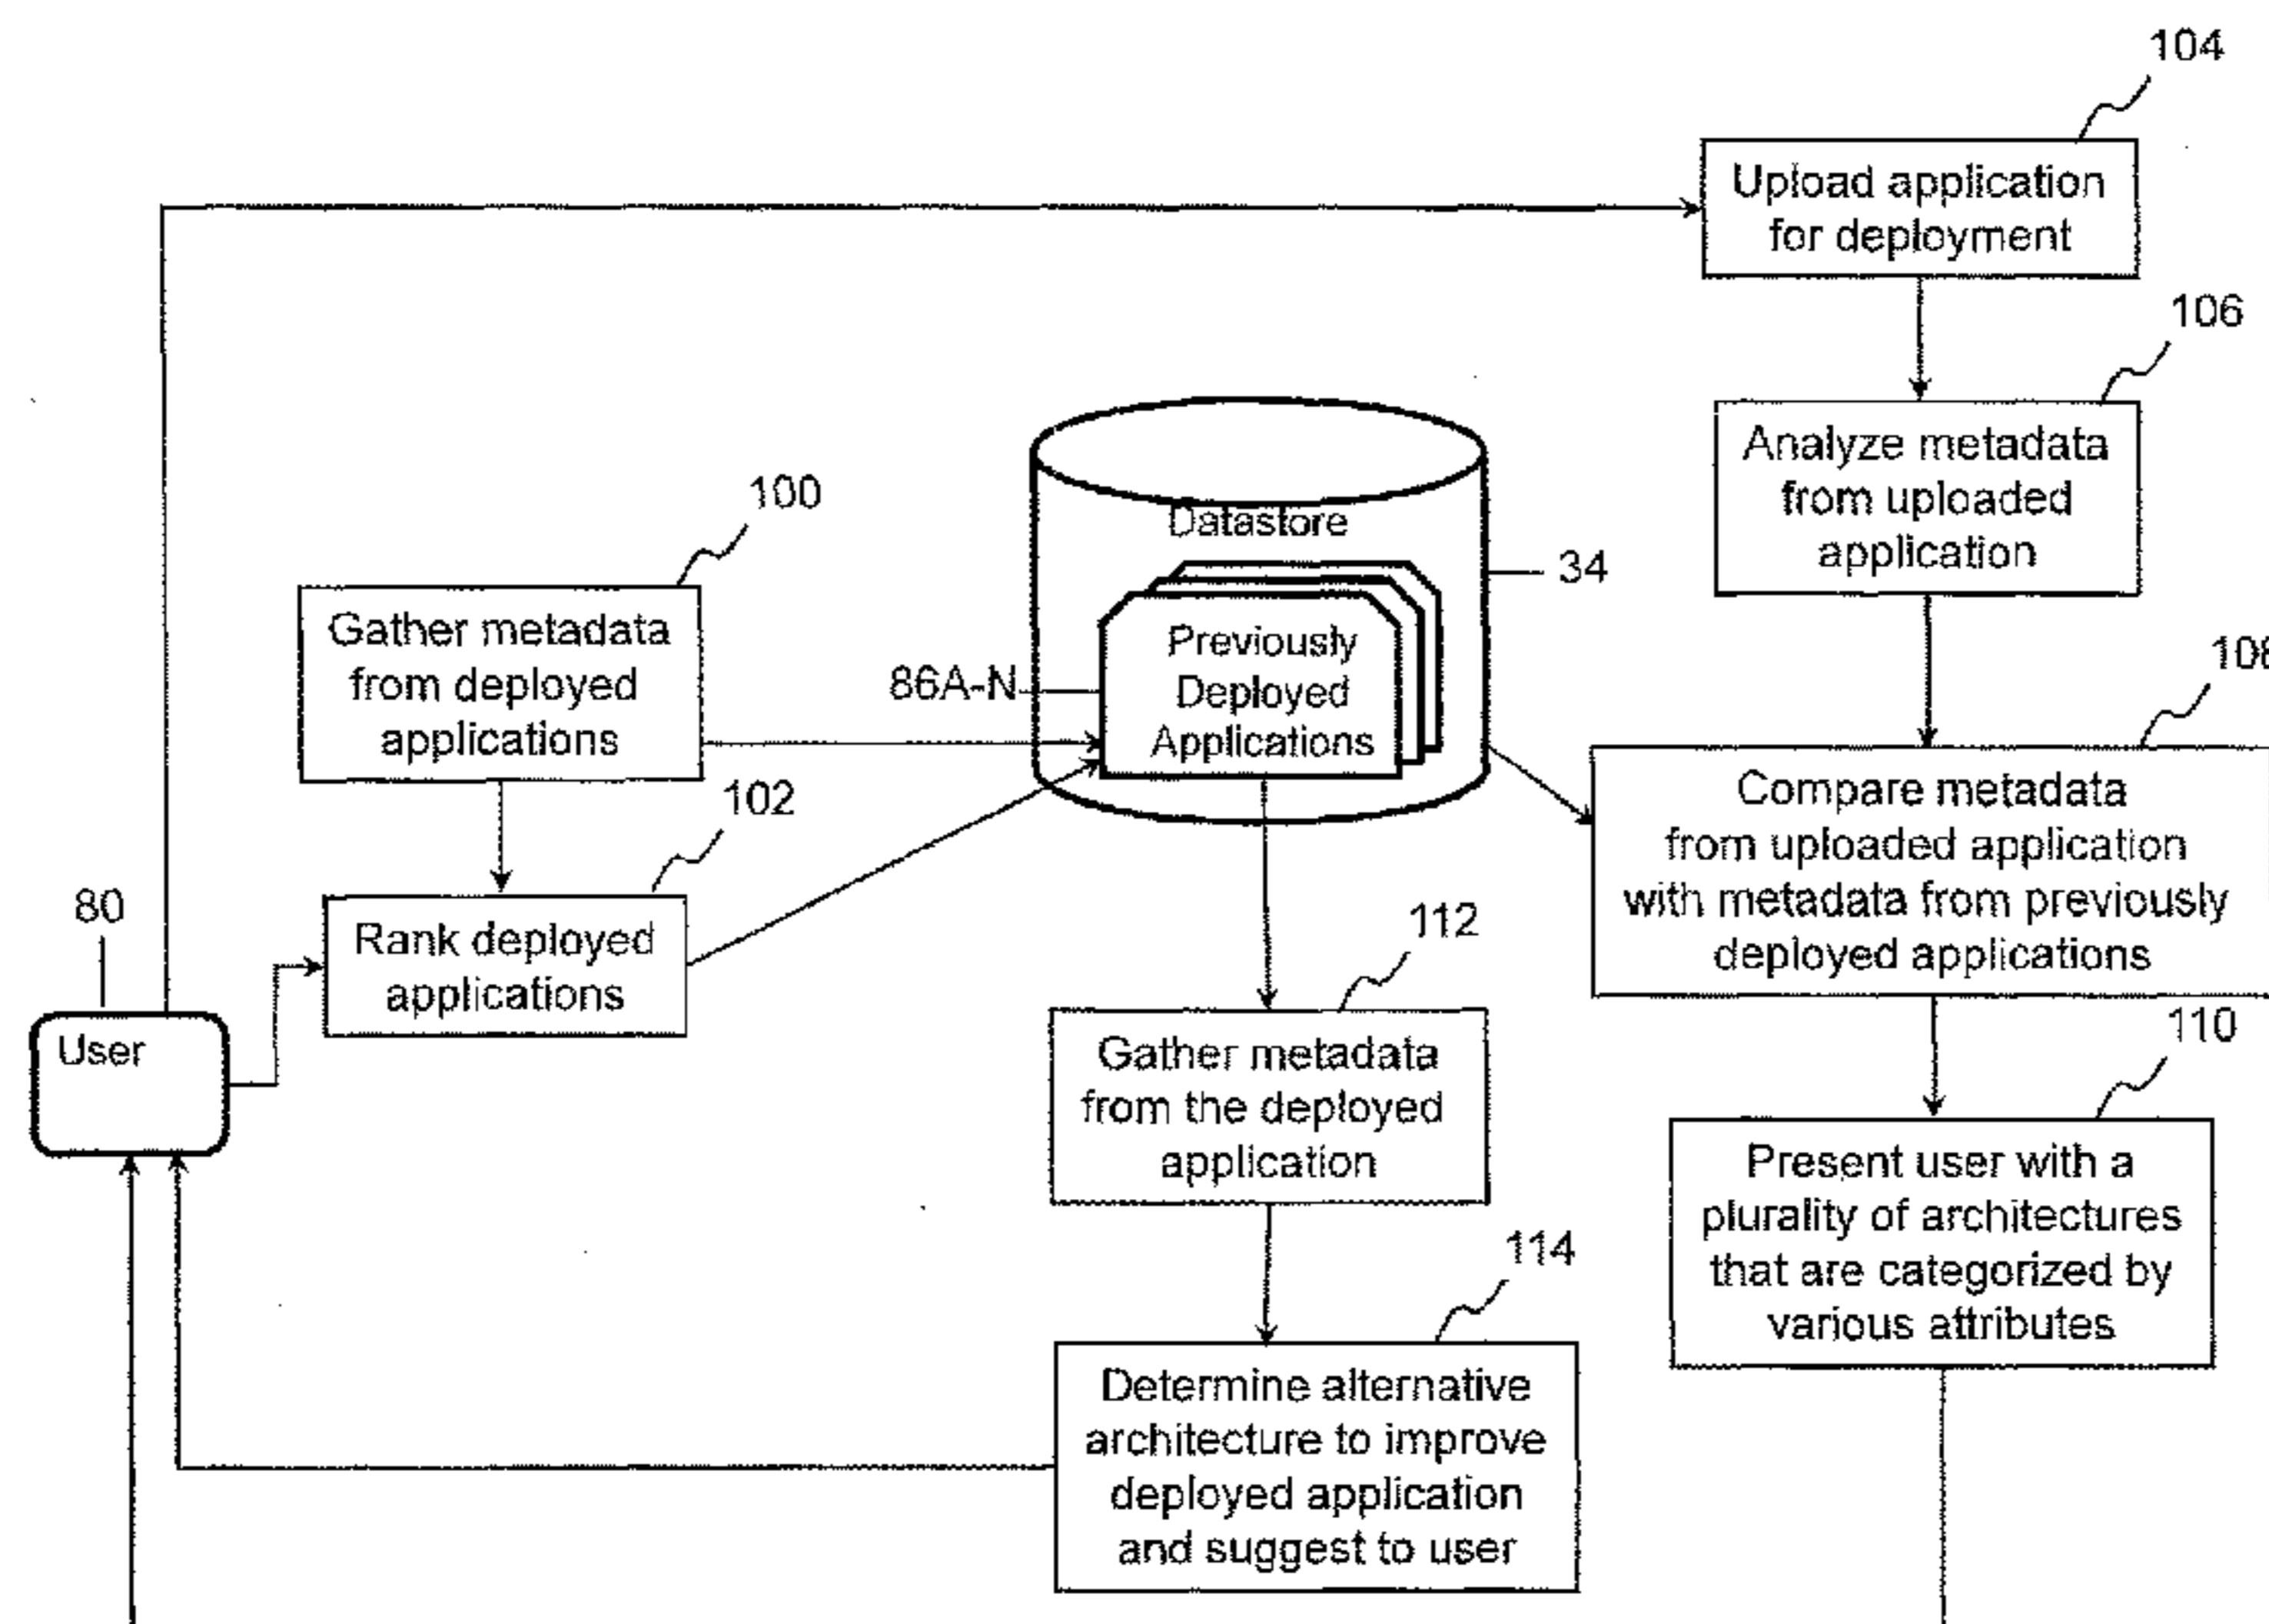 104
Upload application
for deployment
106
Analyze metadata
from uploaded
application
100
Gather metadata
from deployed
applications
Datastore
34
86A-N
Previously
Deployed
Applications
108
Compare metadata
from uploaded application
with metadata from previously
deployed applications
102
Rank deployed
applications
80
User
112
Gather metadata
from the deployed
application
110
Present user with a
plurality of architectures
that are categorized by
various attributes
114
Determine alternative
architecture to improve
deployed application
and suggest to user